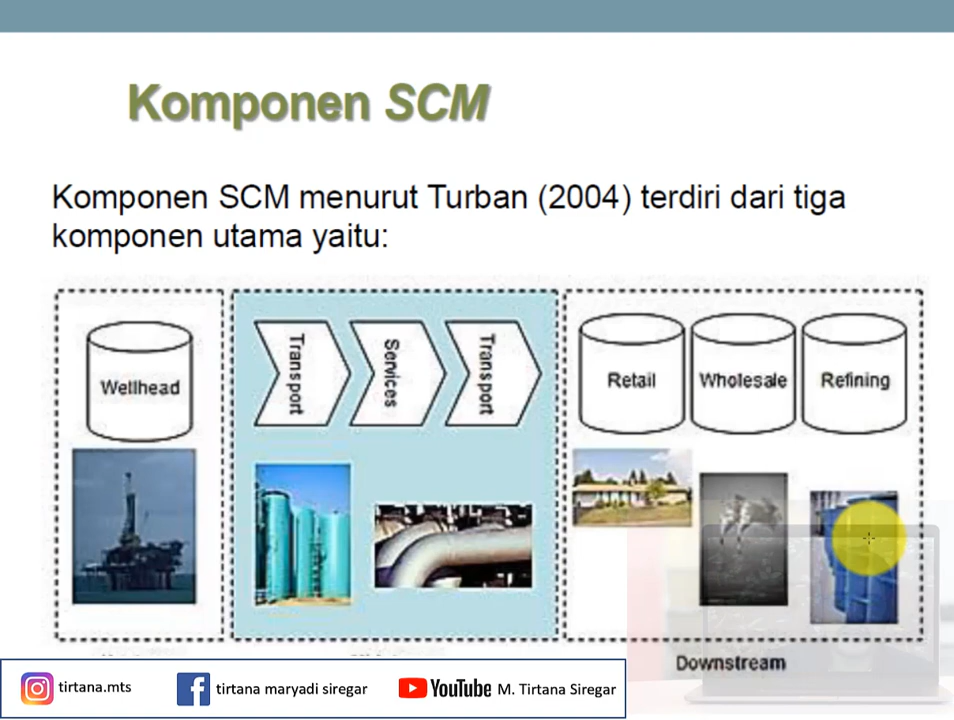 Komponen SCM
Komponen SCM menurut Turban (2004) terdiri dari tiga
komponen utama yaitu:
Wellhead
Transport
Services
Transport
Retail
Wholesale
Refining
Downstream
tirtana.mts
tirtana maryadi siregar
YouTube M. Tirtana Siregar